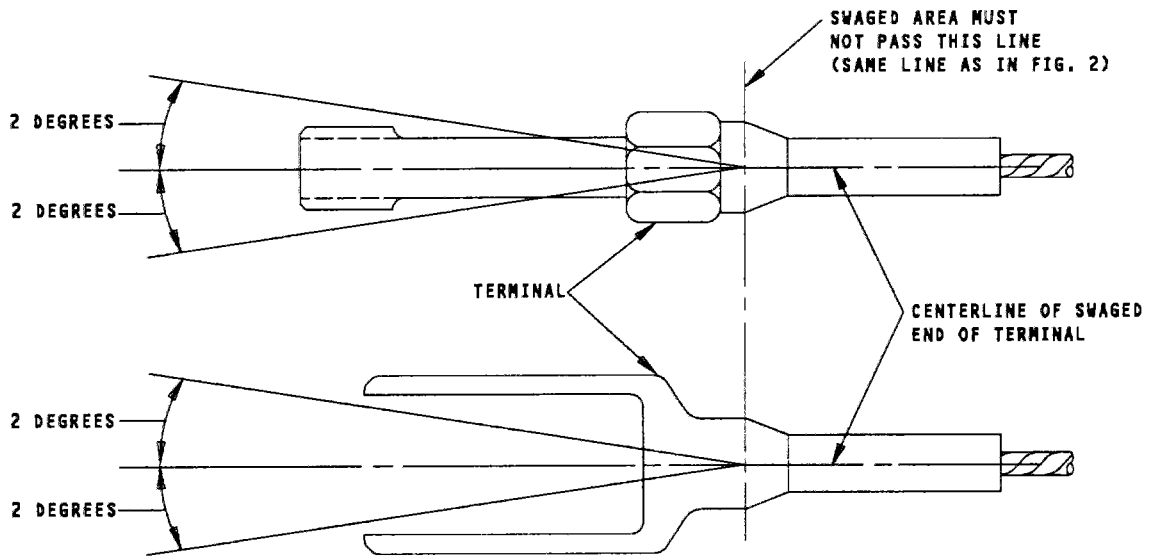 SWAGED AREA MUST
NOT PASS THIS LINE
(SAME LINE AS IN FIG. 2)
2 DEGREES
2 DEGREES
TERMINAL
CENTERLINE OF SWAGED
END OF TERMINAL
2 DEGREES
2 DEGREES